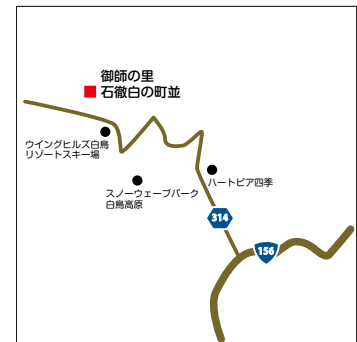 御師の里
石徹白の町並
ウイングヒルズ白鳥
リゾートスキー場
スノーウェーブパーク
白鳥高原
ハートピア四季
314
156